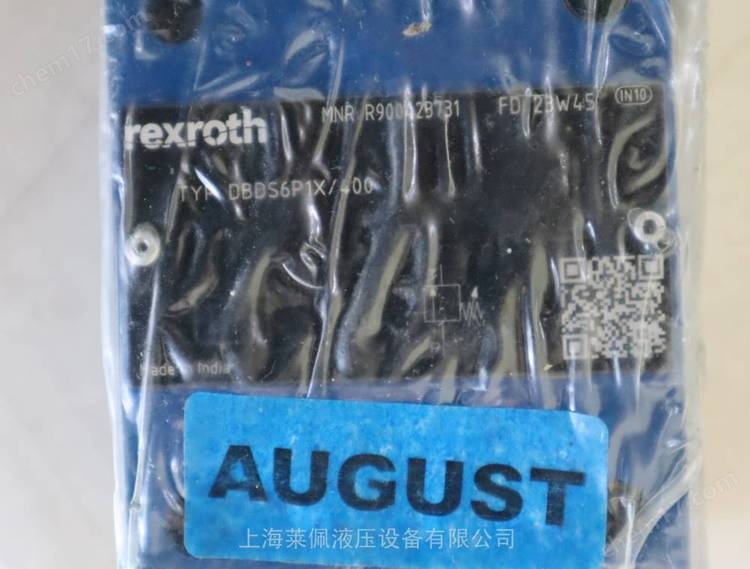 MNR R900423731 FD 23W45 IN10
rexroth
TYP DBDS6P1X/400
Made in India
AUGUST
上海莱佩液压设备有限公司